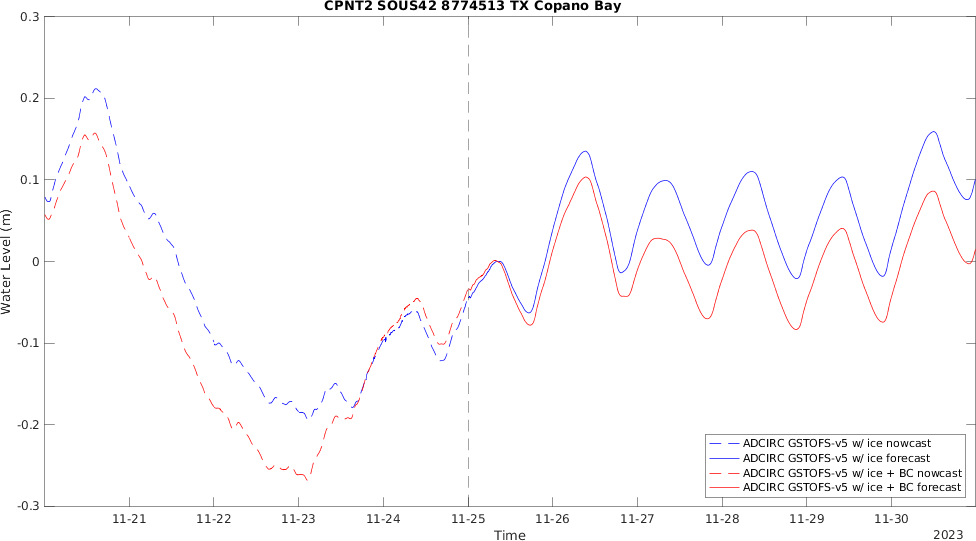 CPNT2 SOUS42 8774513 TX Copano Bay
0.3
0.2
0.1
0
-0.1
-0.2
-0.3
Water Level (m)
11-21
11-22
11-23
11-24
11-25
11-26
11-27
11-28
11-29
11-30
Time
2023
ADCIRC GSTOFS-v5 w/ ice nowcast
ADCIRC GSTOFS-v5 w/ ice forecast
ADCIRC GSTOFS-v5 w/ ice + BC nowcast
ADCIRC GSTOFS-v5 w/ ice + BC forecast